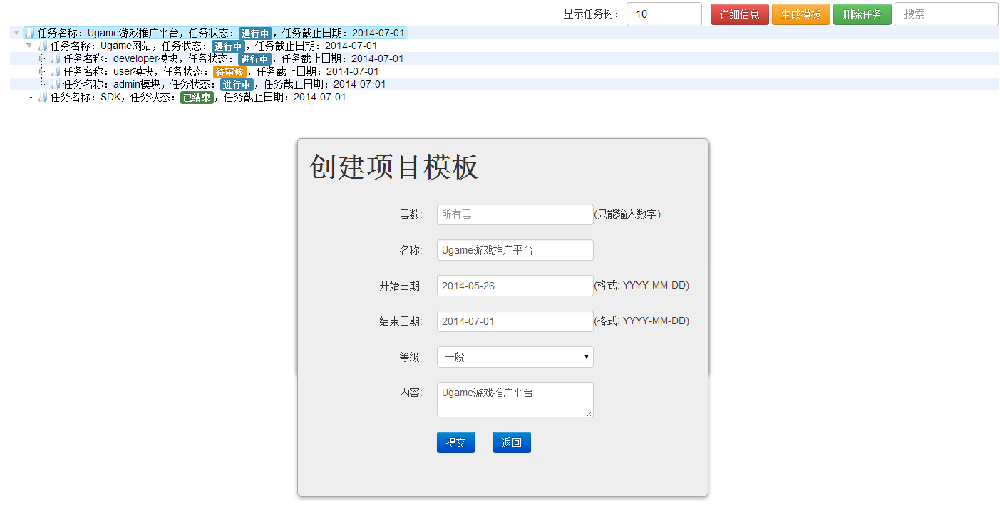 显示任务树： 10 详细信息 生成模板 删除任务 搜索
任务名称：Ugame游戏推广平台，任务状态：进行中，任务截止日期：2014-07-01
任务名称：Ugame网站，任务状态：进行中，任务截止日期：2014-07-01
任务名称：developer模块，任务状态：进行中，任务截止日期：2014-07-01
任务名称：user模块，任务状态：待审核，任务截止日期：2014-07-01
任务名称：admin模块，任务状态：进行中，任务截止日期：2014-07-01
任务名称：SDK，任务状态：已结束，任务截止日期：2014-07-01
创建项目模板
层数: 所有层 (只能输入数字)
名称: Ugame游戏推广平台
开始日期: 2014-05-26 (格式: YYYY-MM-DD)
结束日期: 2014-07-01 (格式: YYYY-MM-DD)
等级: 一般
内容: Ugame游戏推广平台
提交 返回